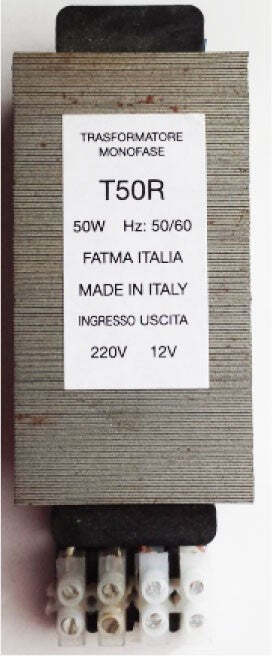 TRASFORMATORE
MONOFASE
T50R
50W Hz: 50/60
FATMA ITALIA
MADE IN ITALY
INGRESSO USCITA
220V 12V